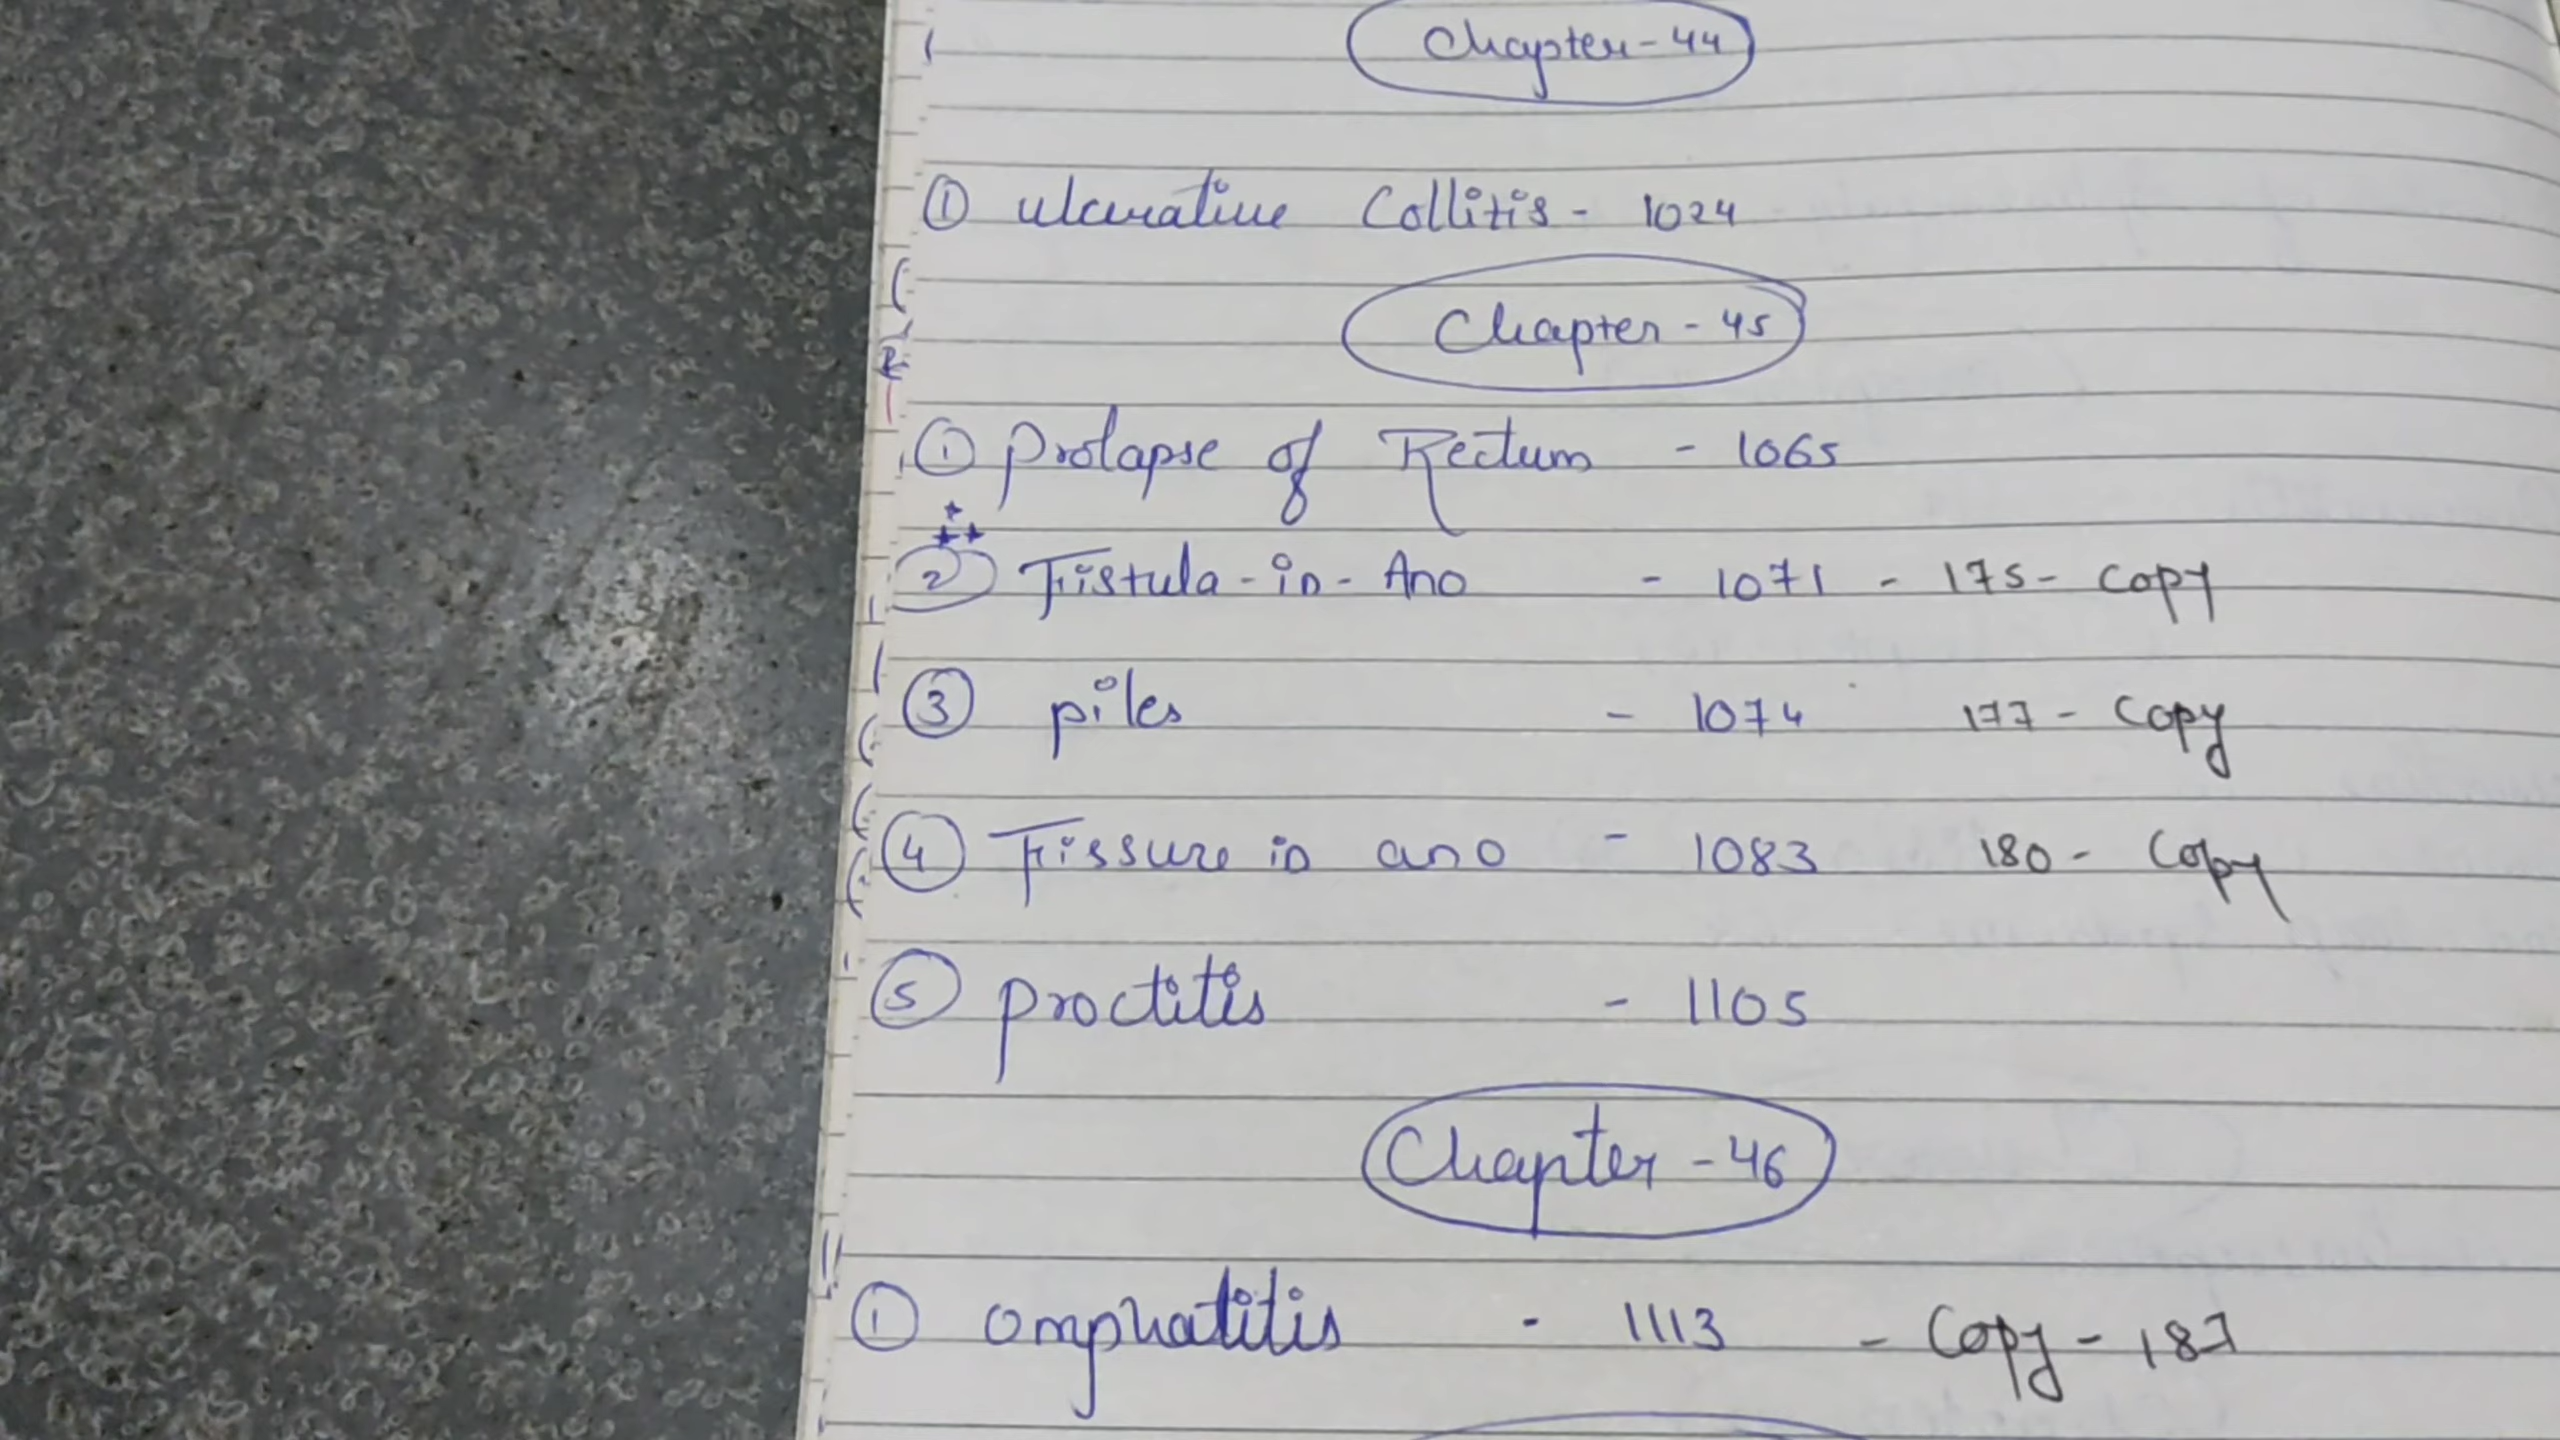 Chapter - 44
① ulcerative Collitis - 1024
Chapter - 45
① Prolapse of Rectum - 1065
② Fistula - in - Ano - 1071 - 175 - Copy
③ piles - 1074 177 - Copy
④ Fissure in ano - 1083 180 - Copy
⑤ proctitis - 1105
Chapter - 46
① omphatitis - 1113 - Copy - 187